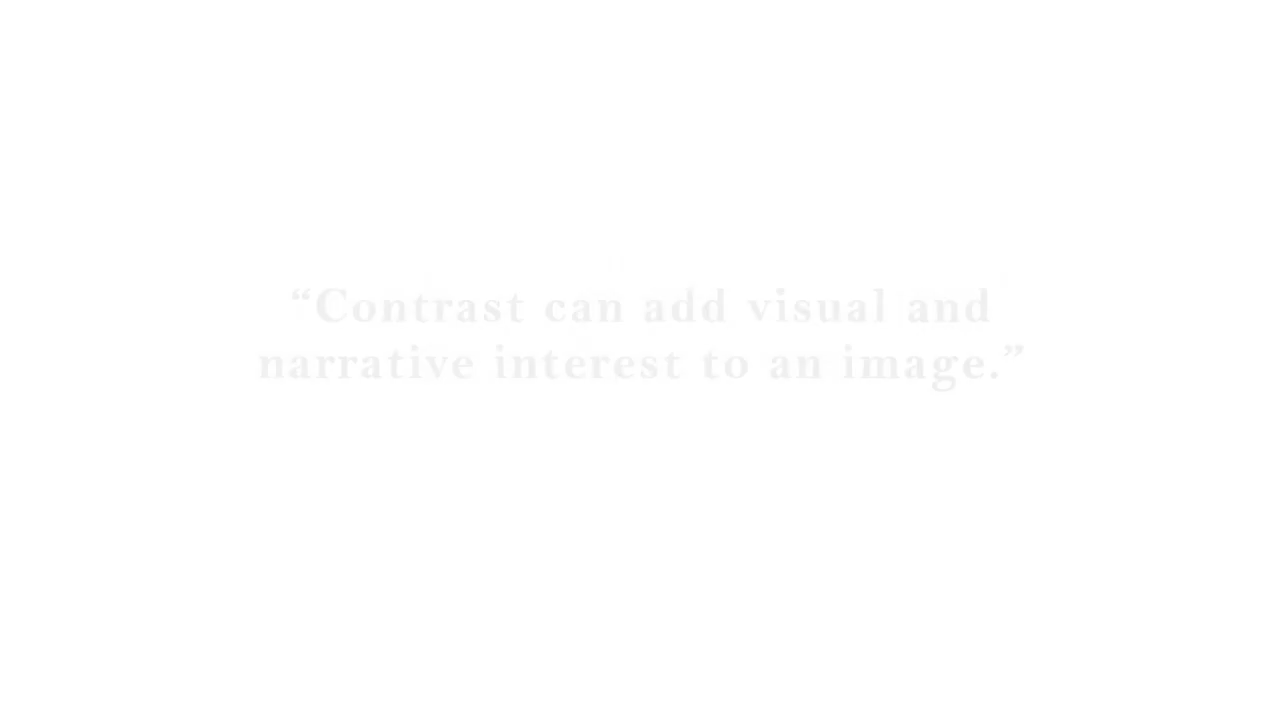 “Contrast can add visual and
narrative interest to an image.”